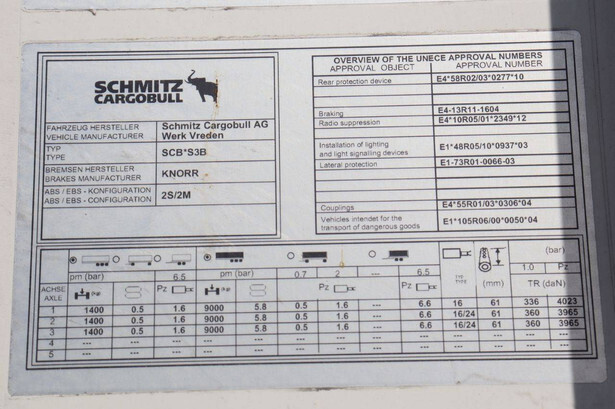 SCHMITZ
CARGOBULL
FAHRZEUG HERSTELLER
VEHICLE MANUFACTURER
Schmitz Cargobull AG
Werk Vreden
TYP
TYPE
SCB*S3B
BREMSEN HERSTELLER
BRAKES MANUFACTURER
KNORR
ABS / EBS - KONFIGURATION
ABS / EBS - CONFIGURATION
2S/2M
OVERVIEW OF THE UNECE APPROVAL NUMBERS
APPROVAL OBJECT APPROVAL NUMBER
Rear protection device E4*58R02/03*0277*10
Braking E4-13R11-1604
Radio suppression E4*10R05/01*2349*12
Installation of lighting
and light signalling devices E1*48R05/10*0937*03
Lateral protection E1-73R01-0066-03
Couplings E4*55R01/03*0306*04
Vehicles intendet for the
transport of dangerous goods E1*105R06/00*0050*04
(bar)
pm (bar) 6.5 pm (bar) 0.7 2 --- 6.5 1.0 Pz
ACHSE
AXLE
Pz Pz Pz TYP
TYPE (mm) TR (daN)
1 1400 0.5 1.6 9000 5.8 0.5 1.6 --- 6.6 16 61 336 4023
2 1400 0.5 1.6 9000 5.8 0.5 1.6 --- 6.6 16/24 61 360 3965
3 1400 0.5 1.6 9000 5.8 0.5 1.6 --- 6.6 16/24 61 360 3965
4 --- --- --- --- --- --- --- --- --- --- --- --- ---
5 --- --- --- --- --- --- --- --- --- --- --- --- ---